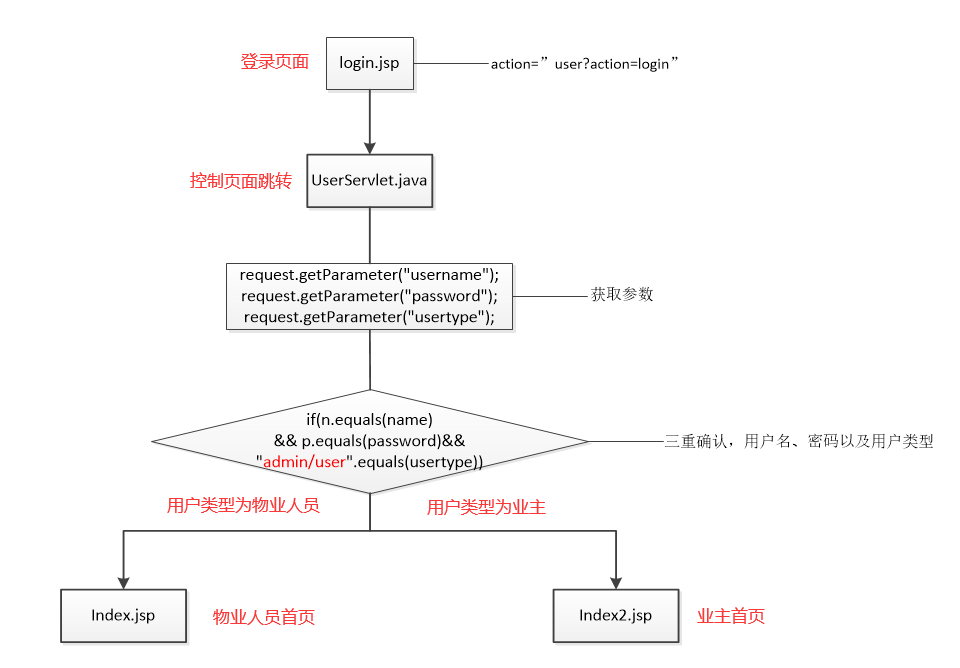 登录页面
login.jsp
action=”user?action=login”
控制页面跳转
UserServlet.java
request.getParameter("username");
request.getParameter("password");
request.getParameter("usertype");
获取参数
if(n.equals(name)
&& p.equals(password)&&
"admin/user".equals(usertype))
三重确认，用户名、密码以及用户类型
用户类型为物业人员
用户类型为业主
Index.jsp
物业人员首页
Index2.jsp
业主首页